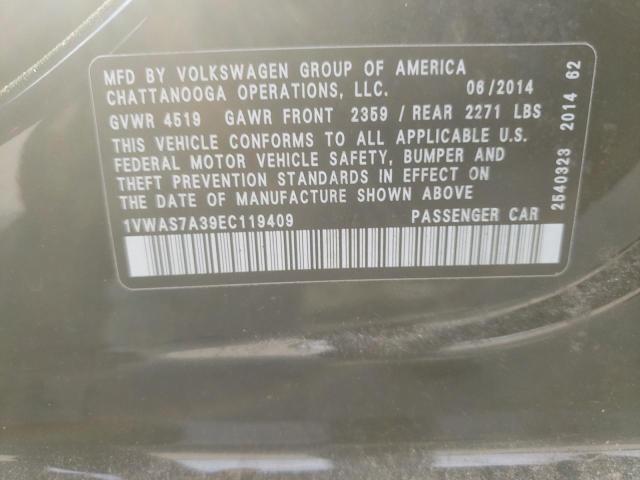 MFD BY VOLKSWAGEN GROUP OF AMERICA
CHATTANOOGA OPERATIONS, LLC. 06/2014
GVWR 4519 GAWR FRONT 2359 / REAR 2271 LBS
THIS VEHICLE CONFORMS TO ALL APPLICABLE U.S.
FEDERAL MOTOR VEHICLE SAFETY, BUMPER AND
THEFT PREVENTION STANDARDS IN EFFECT ON
THE DATE OF MANUFACTURE SHOWN ABOVE
1VWAS7A39EC119409 PASSENGER CAR
2540323 2014 62